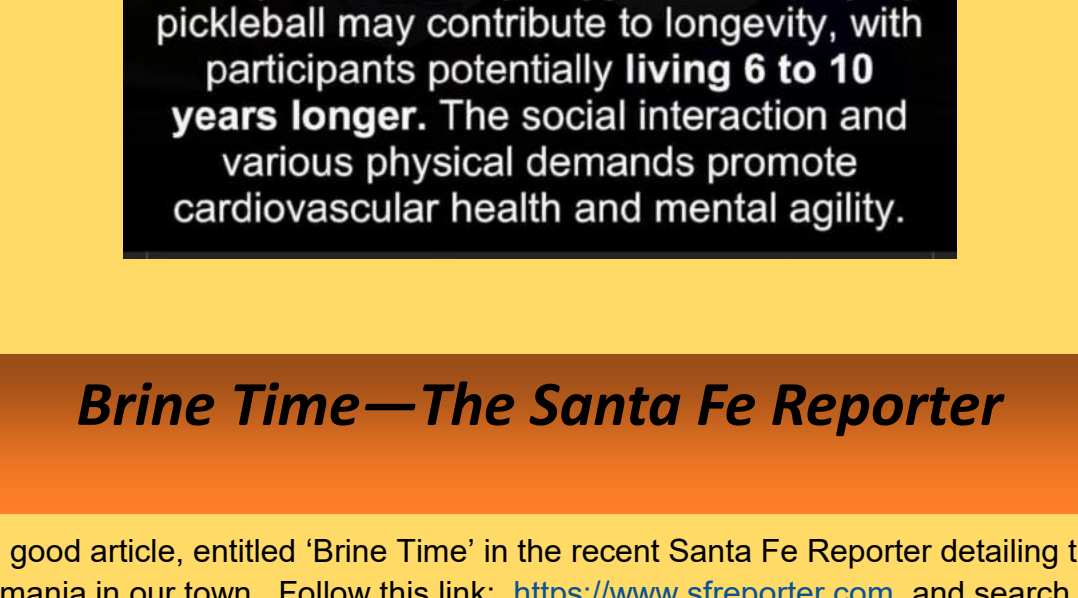 pickleball may contribute to longevity, with
participants potentially living 6 to 10
years longer. The social interaction and
various physical demands promote
cardiovascular health and mental agility.
Brine Time—The Santa Fe Reporter
good article, entitled ‘Brine Time’ in the recent Santa Fe Reporter detailing t
mania in our town. Follow this link: https://www.sfreporter.com and search